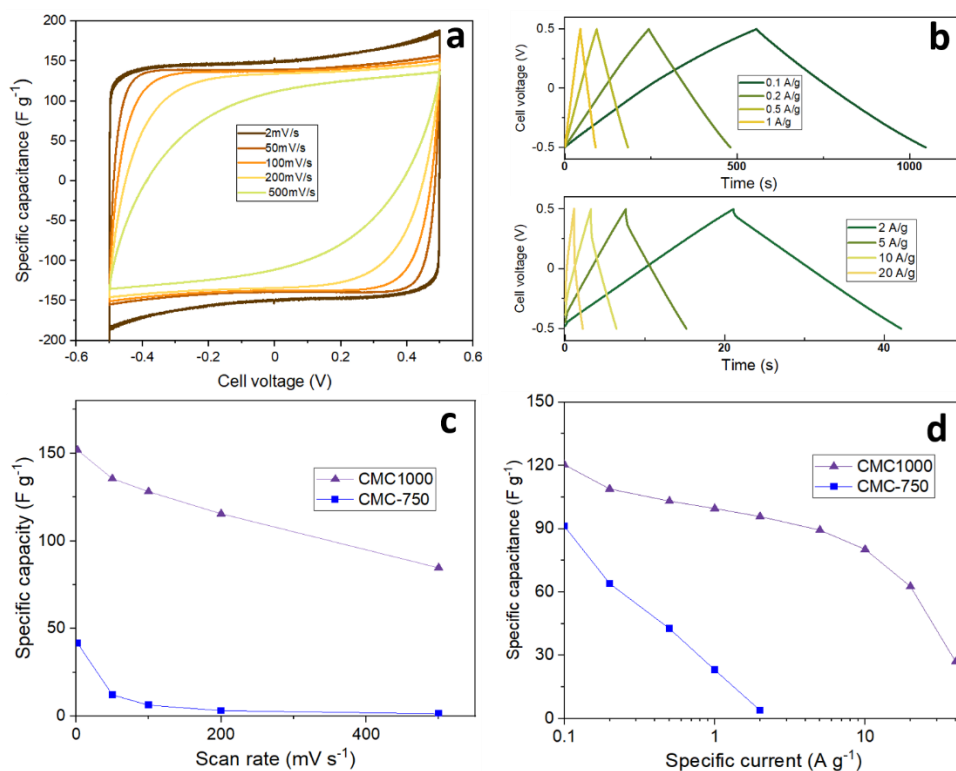 a
Specific capacitance (F g⁻¹)
200
150
100
50
0
-50
-100
-150
-200
2mV/s
50mV/s
100mV/s
200mV/s
500mV/s
-0.6
-0.4
-0.2
0
0.2
0.4
0.6
Cell voltage (V)
b
Cell voltage (V)
0.5
0
-0.5
0.1 A/g
0.2 A/g
0.5 A/g
1 A/g
0
500
1000
Time (s)
Cell voltage (V)
0.5
0
-0.5
2 A/g
5 A/g
10 A/g
20 A/g
0
20
40
Time (s)
c
Specific capacity (F g⁻¹)
150
100
50
0
CMC1000
CMC-750
0
200
400
Scan rate (mV s⁻¹)
d
Specific capacitance (F g⁻¹)
150
120
90
60
30
0
CMC1000
CMC-750
0.1
1
10
Specific current (A g⁻¹)